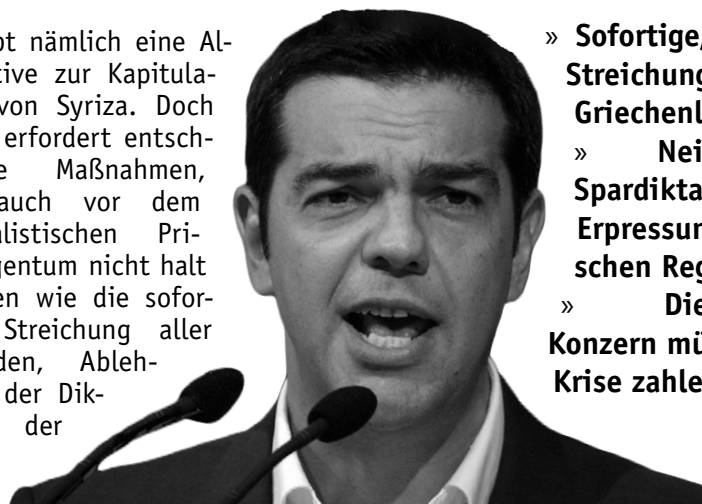 bt nämlich eine Al-
tive zur Kapitula-
von Syriza. Doch
erfordert entsch-
e Maßnahmen,
auch vor dem
alistischen Pri-
gentum nicht halt
en wie die sofor-
Streichung aller
den, Ableh-
der Dik-
der
» Sofortige,
Streichung
Griechenl
» Nei
Spardikta
Erpressun
schen Reg
» Die
Konzern mü
Krise zahle